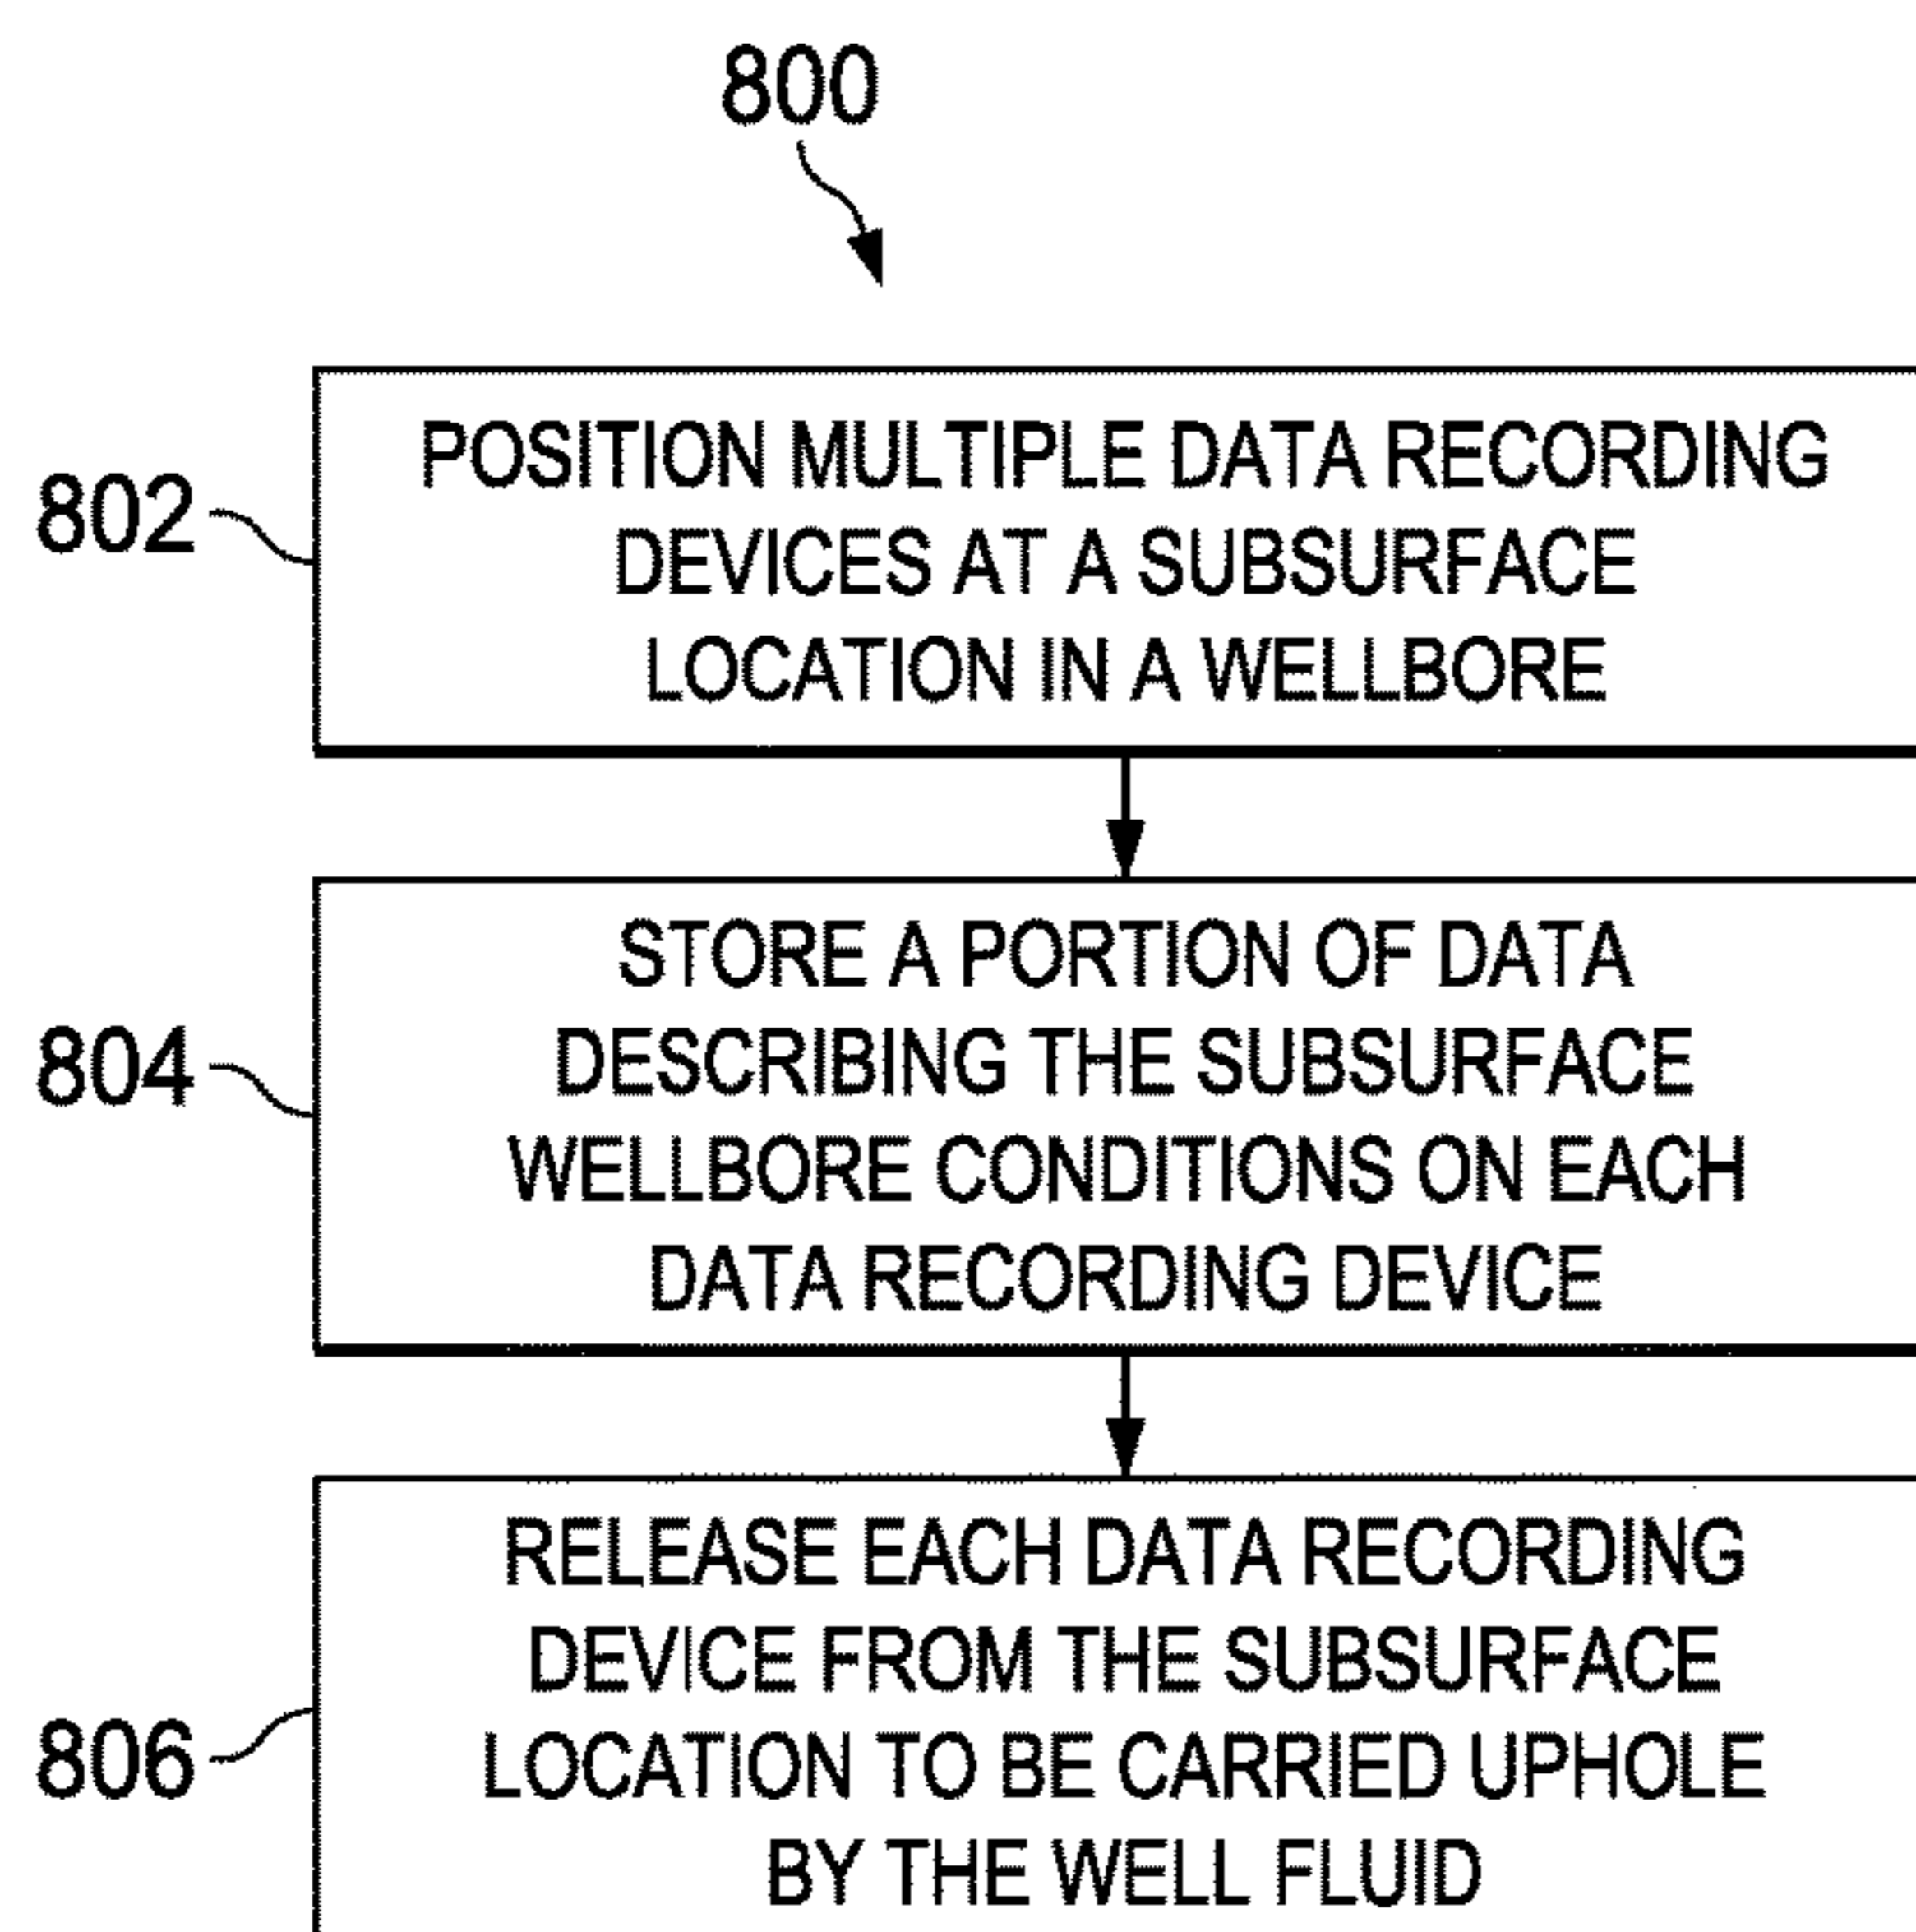 800
802
POSITION MULTIPLE DATA RECORDING
DEVICES AT A SUBSURFACE
LOCATION IN A WELLBORE
804
STORE A PORTION OF DATA
DESCRIBING THE SUBSURFACE
WELLBORE CONDITIONS ON EACH
DATA RECORDING DEVICE
806
RELEASE EACH DATA RECORDING
DEVICE FROM THE SUBSURFACE
LOCATION TO BE CARRIED UPHOLE
BY THE WELL FLUID